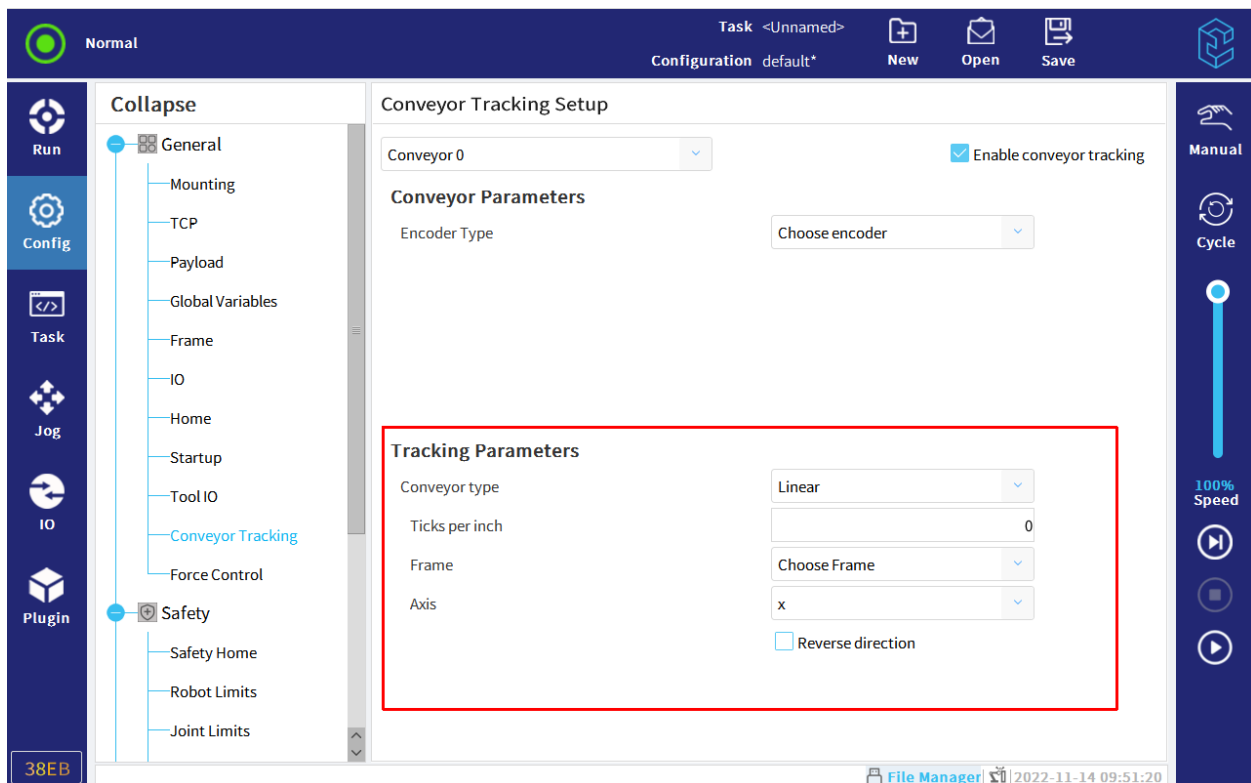 Normal
Task <Unnamed>
Configuration default*
New
Open
Save
Run
Config
Task
Jog
IO
Plugin
38EB
Collapse
General
Mounting
TCP
Payload
Global Variables
Frame
IO
Home
Startup
Tool IO
Conveyor Tracking
Force Control
Safety
Safety Home
Robot Limits
Joint Limits
Conveyor Tracking Setup
Conveyor 0
Enable conveyor tracking
Conveyor Parameters
Encoder Type
Choose encoder
Tracking Parameters
Conveyor type
Linear
Ticks per inch
0
Frame
Choose Frame
Axis
x
Reverse direction
File Manager
2022-11-14 09:51:20
Manual
Cycle
100%
Speed